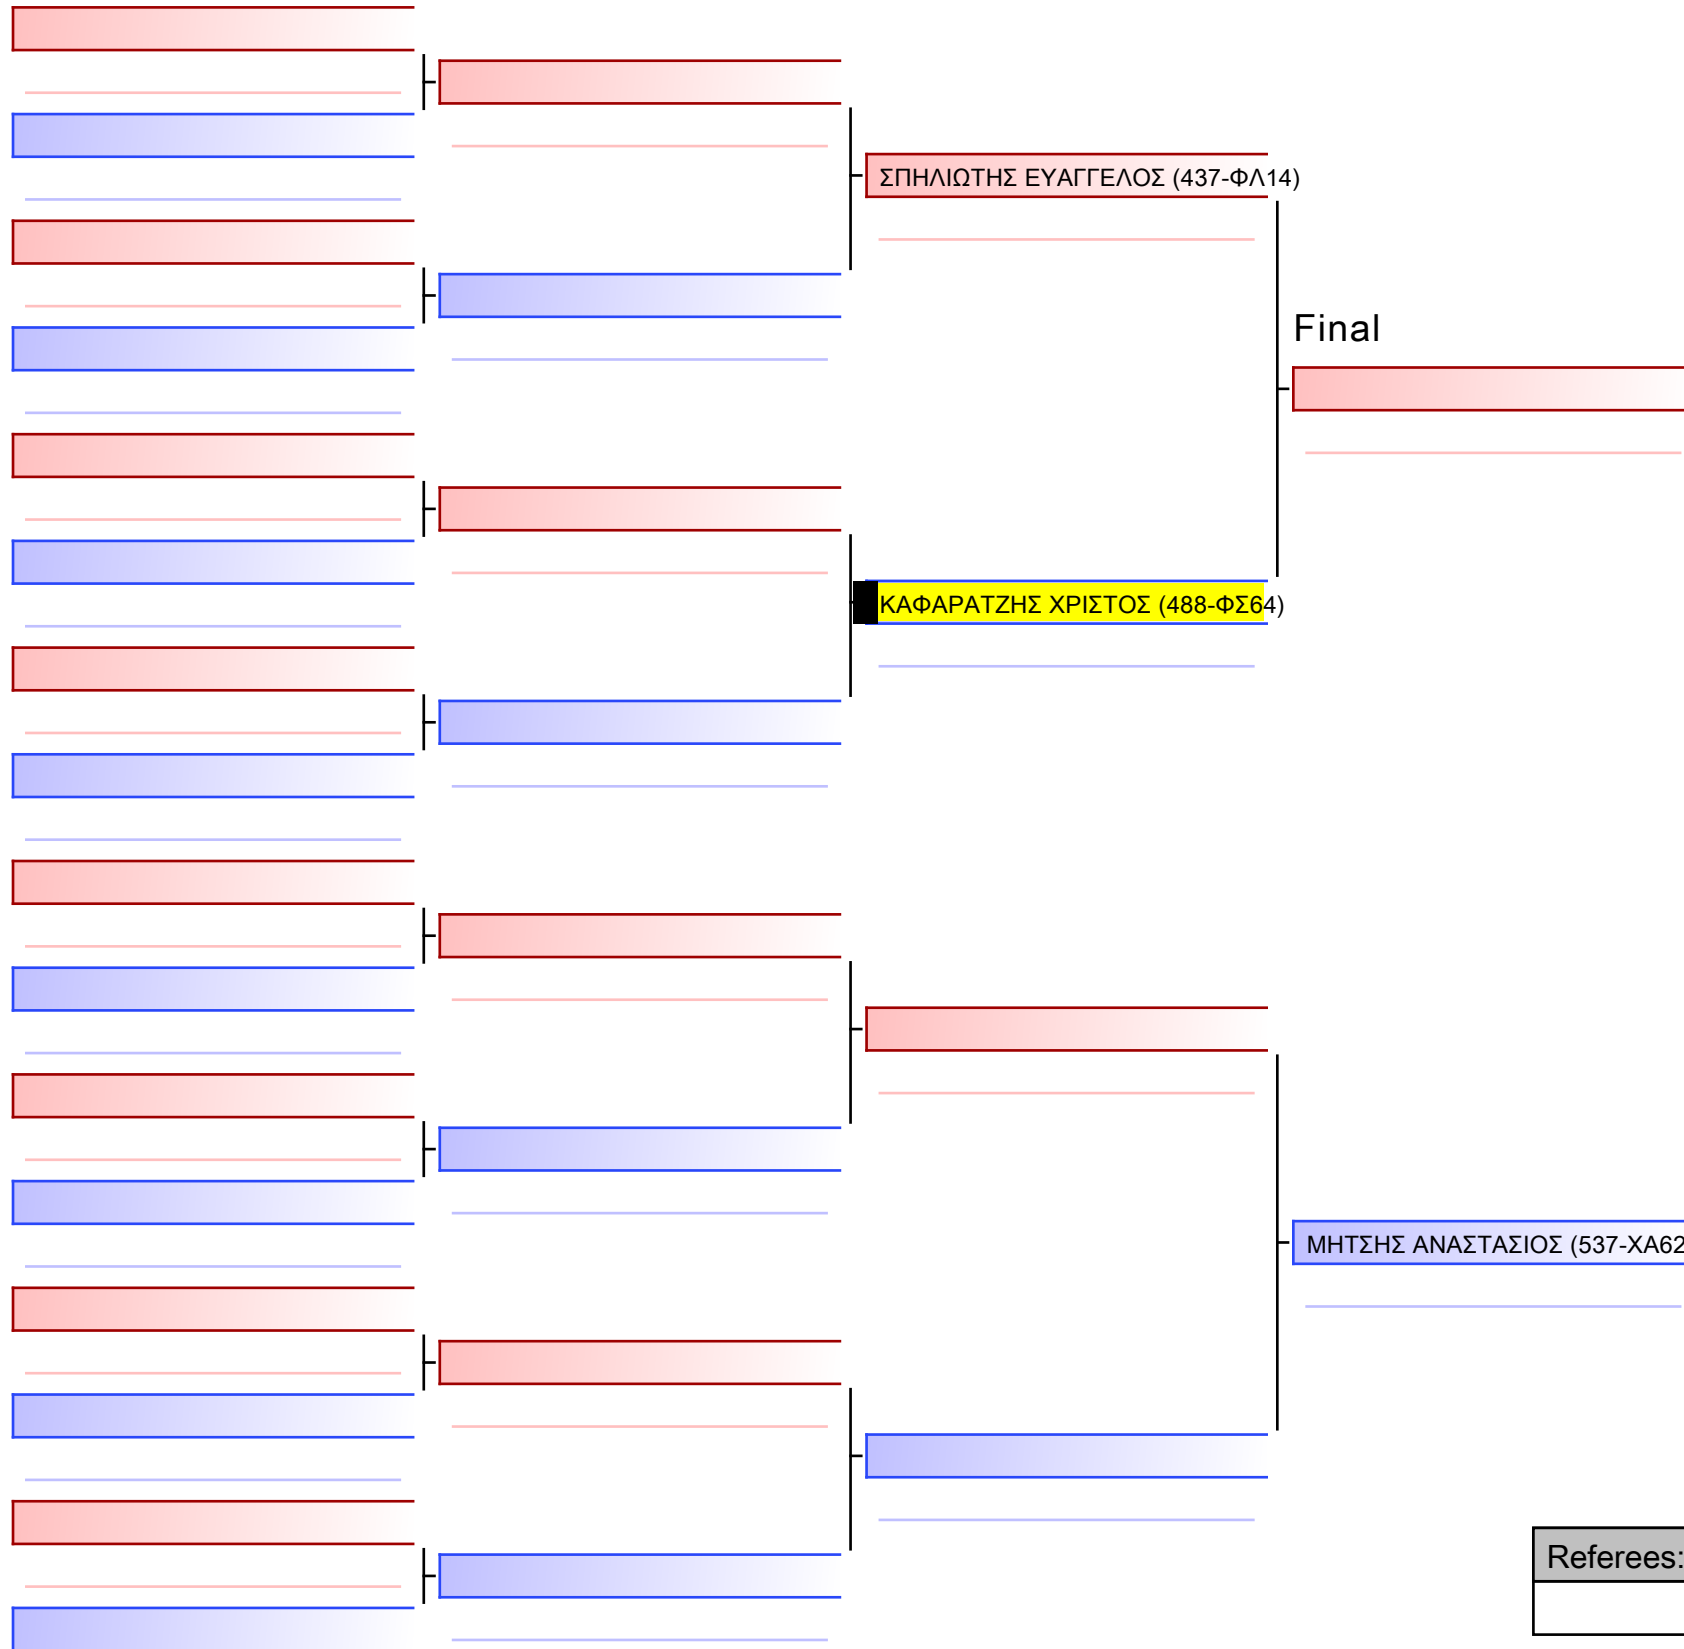 ΣΠΗΛΙΩΤΗΣ ΕΥΑΓΓΕΛΟΣ (437-ΦΛ14)
Final
ΚΑΦΑΡΑΤΖΗΣ ΧΡΙΣΤΟΣ (488-ΦΣ64)
ΜΗΤΣΗΣ ΑΝΑΣΤΑΣΙΟΣ (537-ΧΑ62
Referees: